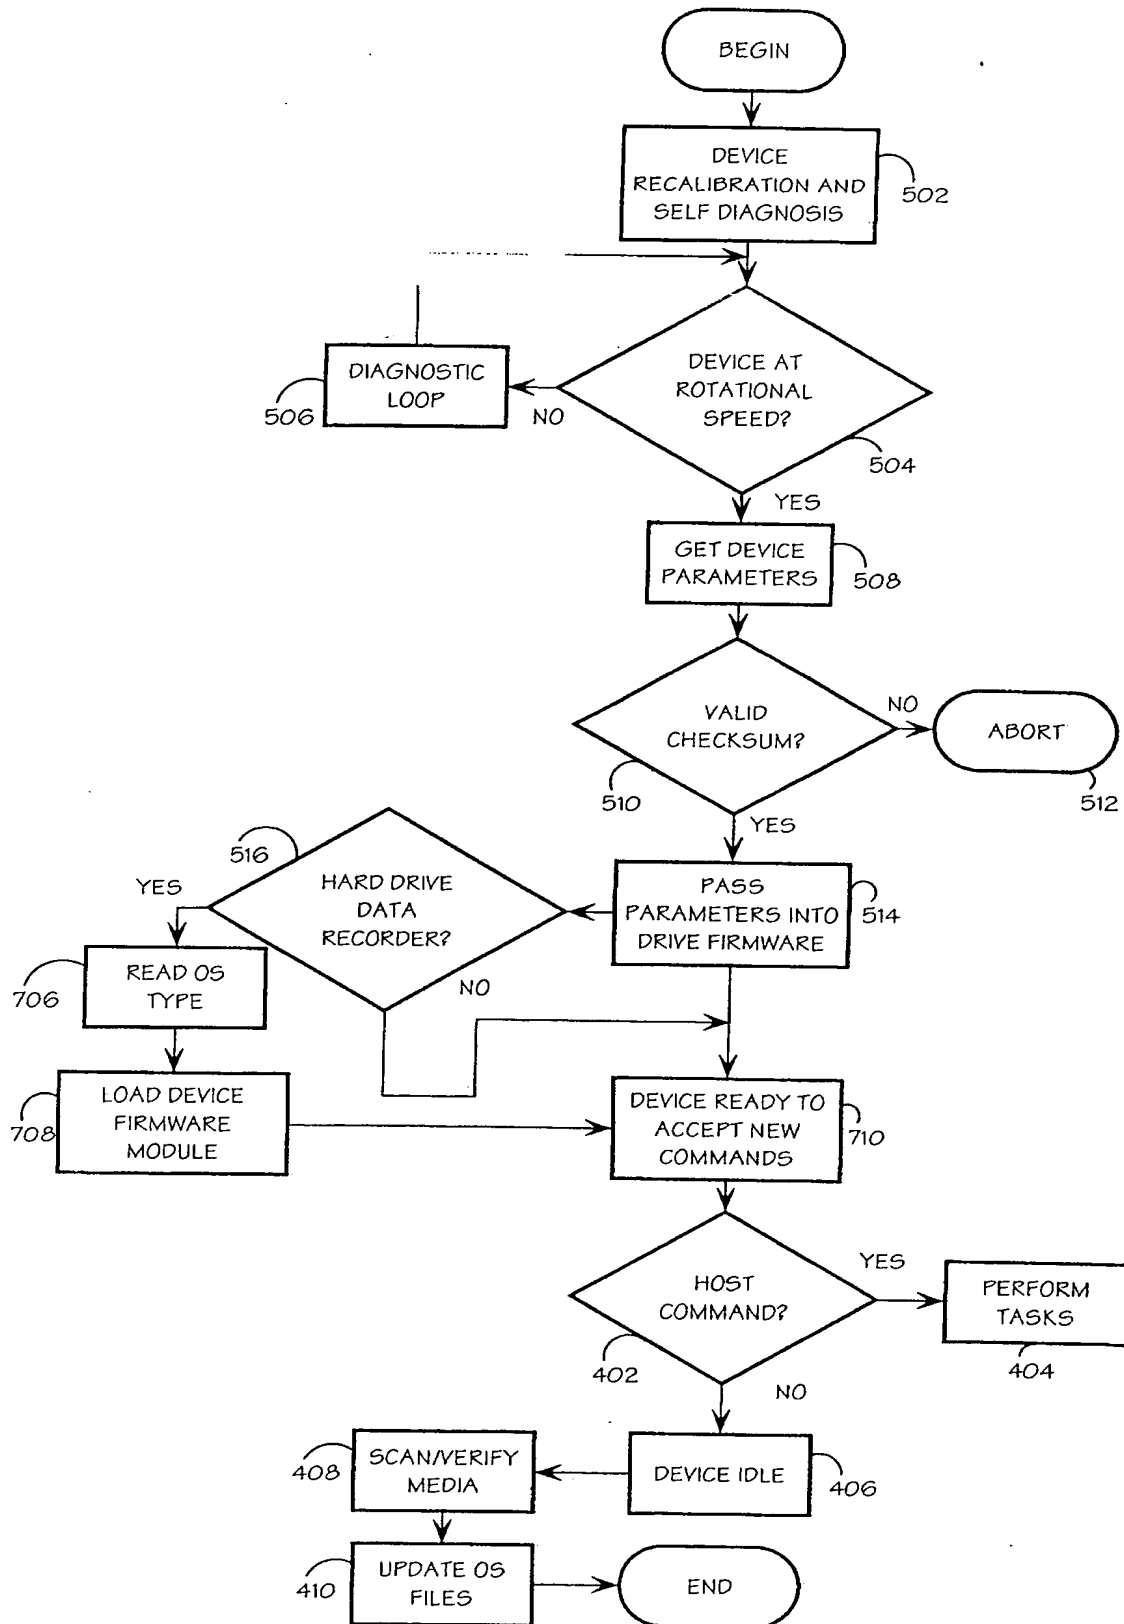 BEGIN
DEVICE
RECALIBRATION AND
SELF DIAGNOSIS
502
DEVICE AT
ROTATIONAL
SPEED?
504
NO
DIAGNOSTIC
LOOP
506
YES
GET DEVICE
PARAMETERS
508
VALID
CHECKSUM?
510
NO
ABORT
512
YES
PASS
PARAMETERS INTO
DRIVE FIRMWARE
514
516
HARD DRIVE
DATA
RECORDER?
YES
NO
READ OS
TYPE
706
LOAD DEVICE
FIRMWARE
MODULE
708
DEVICE READY TO
ACCEPT NEW
COMMANDS
710
HOST
COMMAND?
402
YES
PERFORM
TASKS
404
NO
DEVICE IDLE
406
SCAN/VERIFY
MEDIA
408
UPDATE OS
FILES
410
END